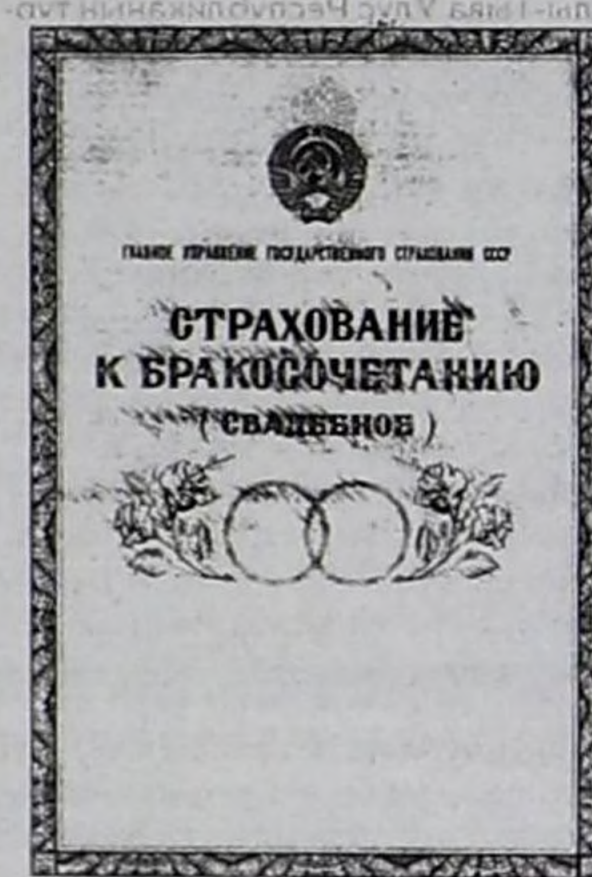 ГЛАВНОЕ УПРАВЛЕНИЕ ГОСУДАРСТВЕННОГО СТРАХОВАНИЯ СССР
СТРАХОВАНИЕ
К БРАКОСОЧЕТАНИЮ
(СВАДЕБНОЕ)